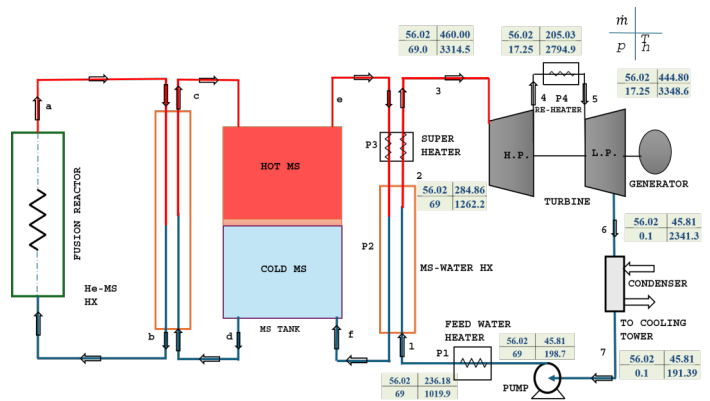 ṁ T
p h
56.02 460.00
69.0 3314.5
56.02 205.03
17.25 2794.9
56.02 444.80
17.25 3348.6
a
c
e
3
4
P4
5
RE-HEATER
P3
SUPER
HEATER
H.P.
L.P.
GENERATOR
TURBINE
HOT MS
FUSION REACTOR
2
56.02 284.86
69 1262.2
6
56.02 45.81
0.1 2341.3
P2
MS-WATER HX
COLD MS
He-MS
HX
CONDENSER
b
d
MS TANK
f
1
FEED WATER
HEATER
P1
56.02 45.81
69 198.7
TO COOLING
TOWER
7
56.02 45.81
0.1 191.39
PUMP
56.02 236.18
69 1019.9